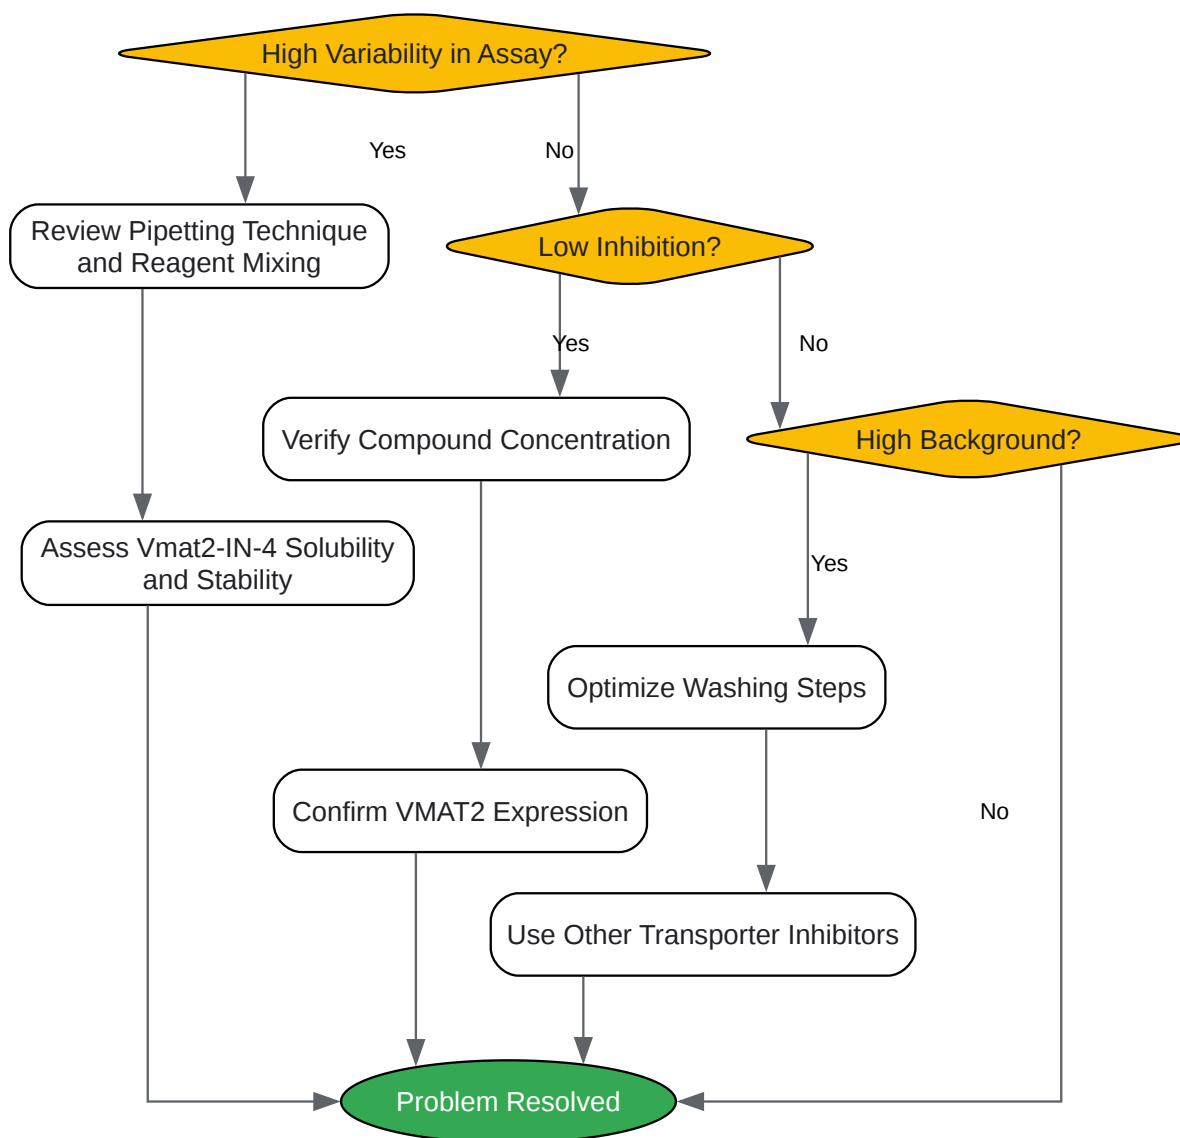 High Variability in Assay?
Yes
No
Review Pipetting Technique
and Reagent Mixing
Low Inhibition?
Yes
No
Verify Compound Concentration
High Background?
Assess Vmat2-IN-4 Solubility
and Stability
Yes
Optimize Washing Steps
Confirm VMAT2 Expression
No
Use Other Transporter Inhibitors
Problem Resolved